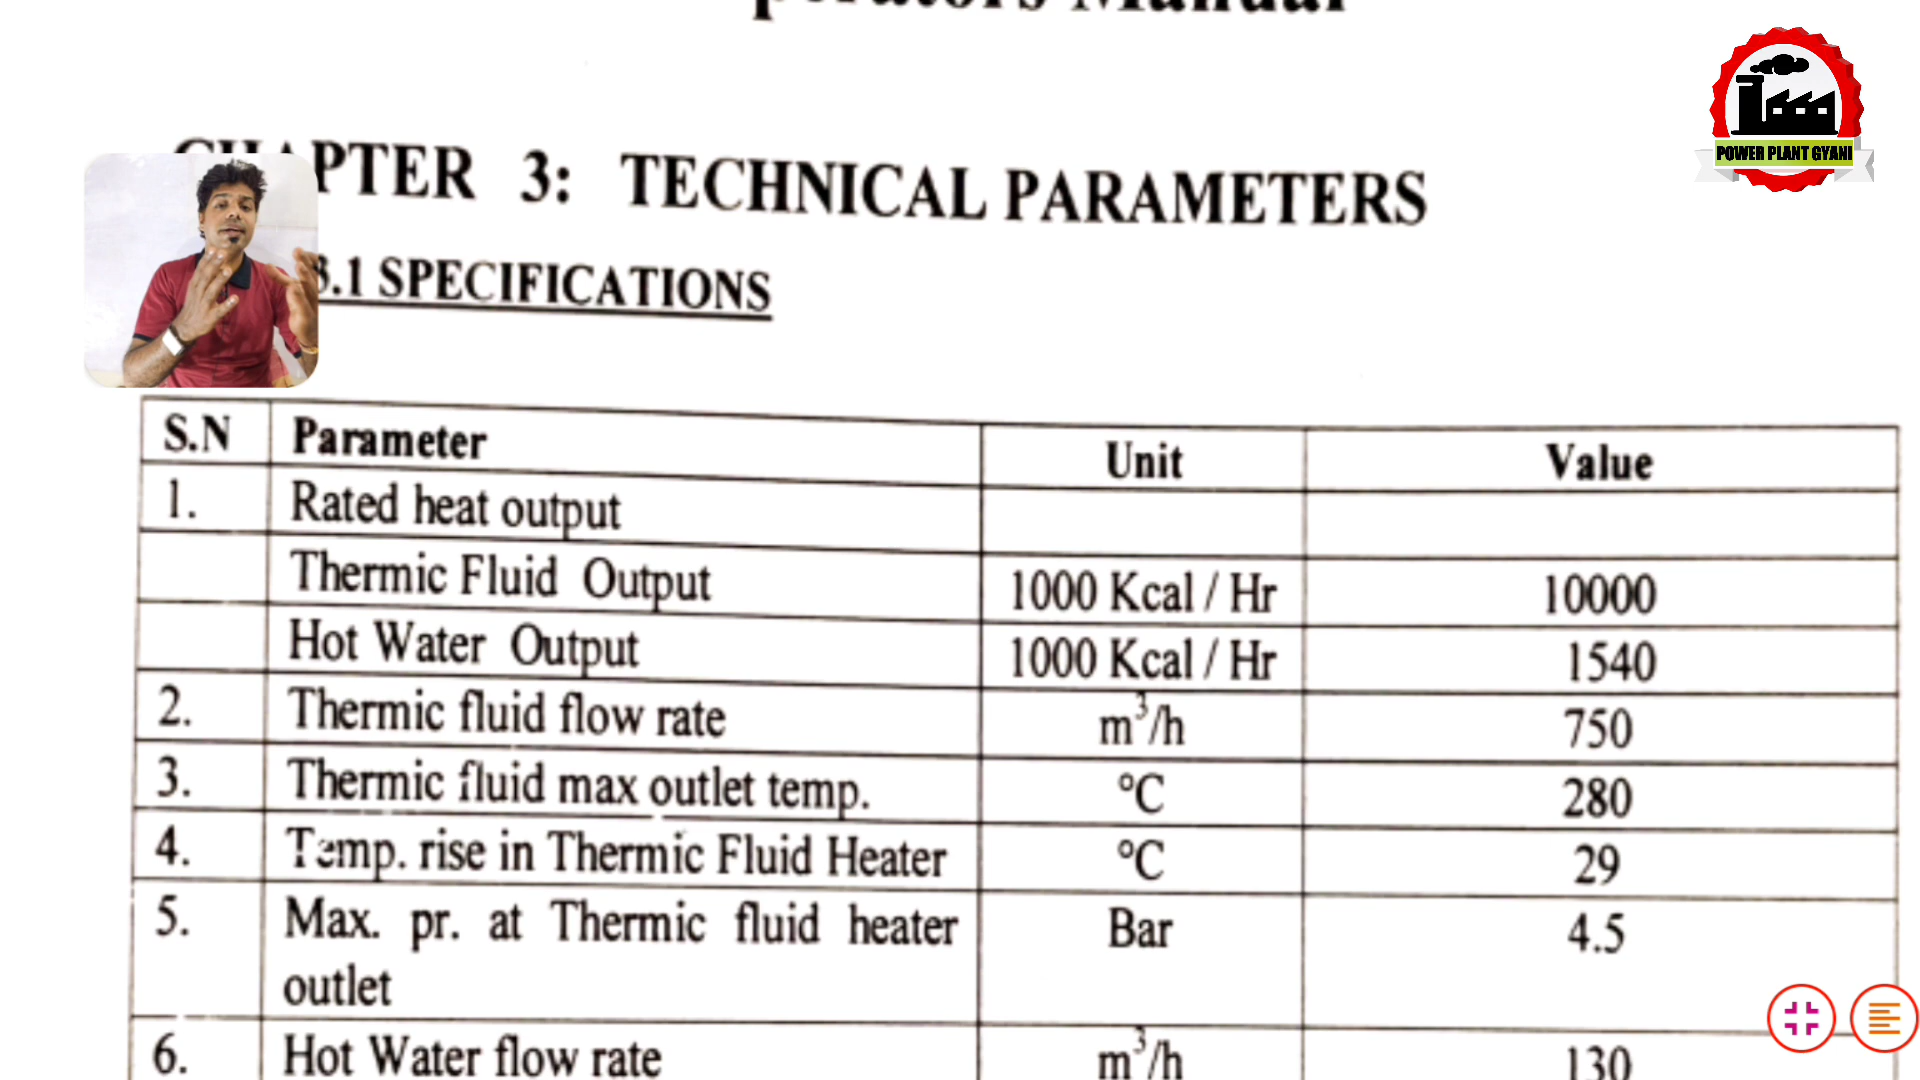 POWER PLANT GYANI
CHAPTER 3: TECHNICAL PARAMETERS
3.1 SPECIFICATIONS
S.N Parameter Unit Value
1. Rated heat output
Thermic Fluid Output 1000 Kcal / Hr 10000
Hot Water Output 1000 Kcal / Hr 1540
2. Thermic fluid flow rate m³/h 750
3. Thermic fluid max outlet temp. °C 280
4. Temp. rise in Thermic Fluid Heater °C 29
5. Max. pr. at Thermic fluid heater Bar 4.5
outlet
6. Hot Water flow rate m³/h 130